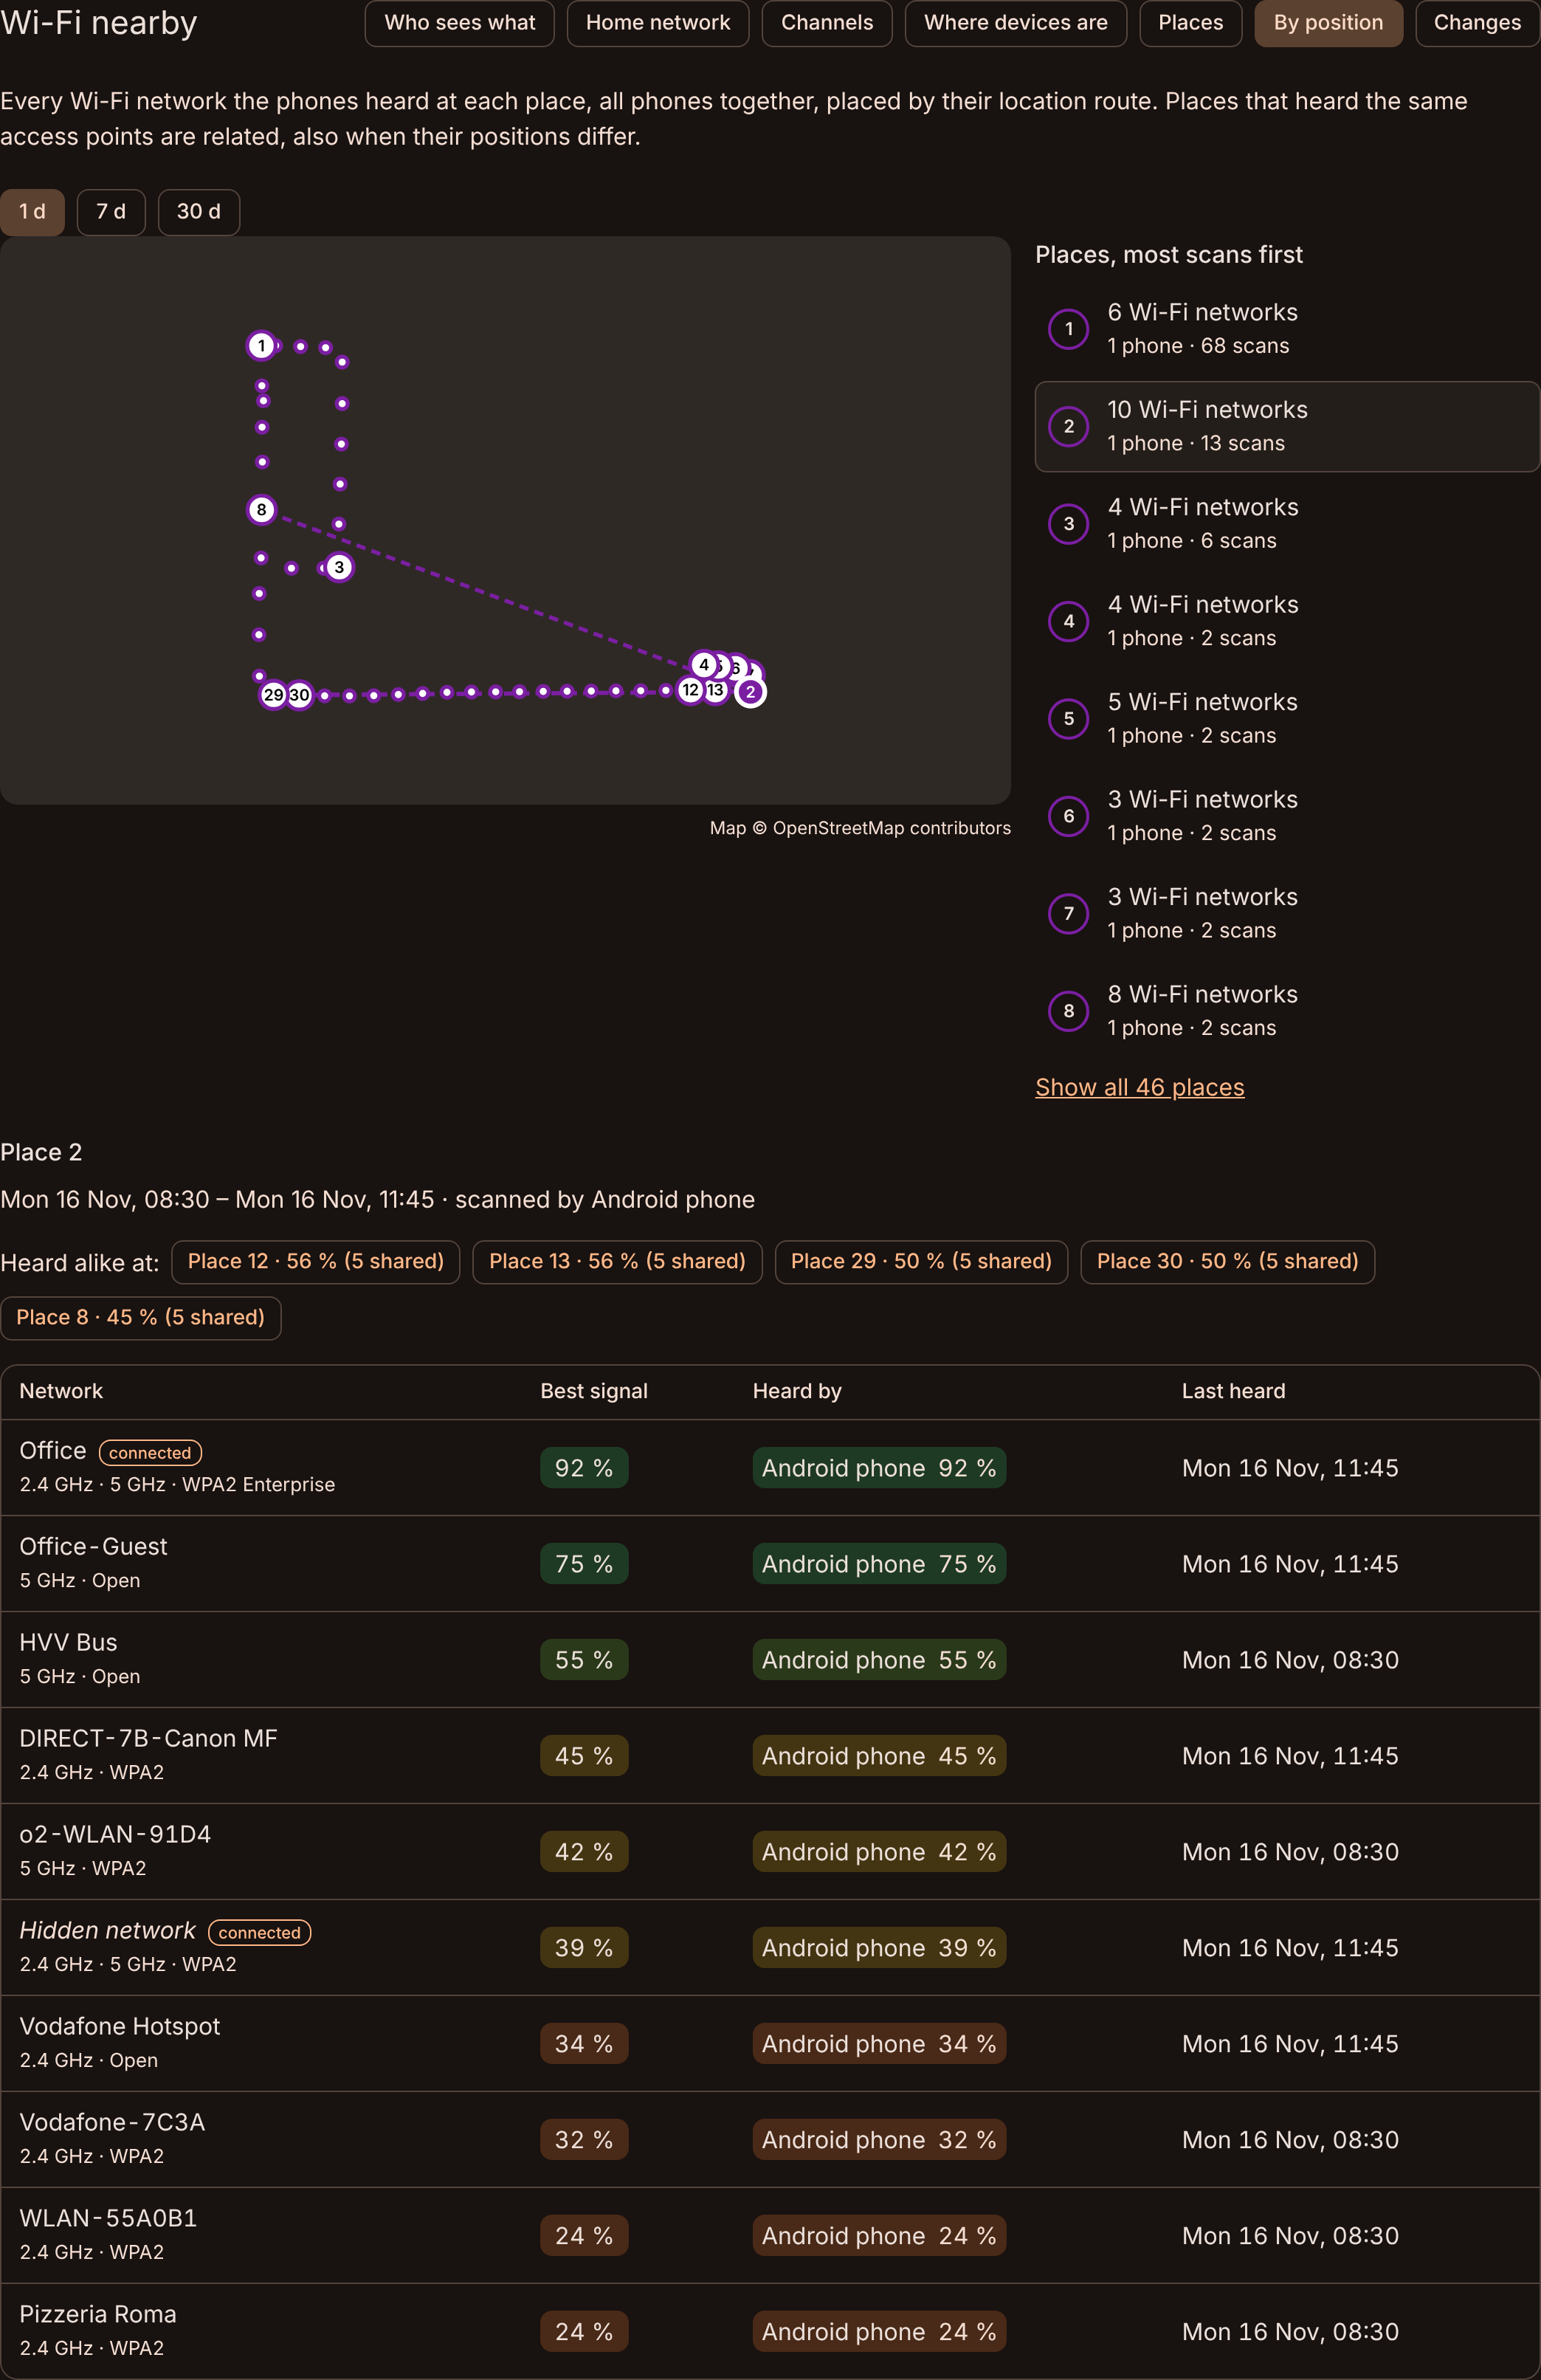 Wi-Fi nearby
Who sees what
Home network
Channels
Where devices are
Places
By position
Changes
Every Wi-Fi network the phones heard at each place, all phones together, placed by their location route. Places that heard the same
access points are related, also when their positions differ.
1 d
7 d
30 d
1
8
3
4
5
6
29
30
12
13
2
Map © OpenStreetMap contributors
Places, most scans first
1
6 Wi-Fi networks
1 phone · 68 scans
2
10 Wi-Fi networks
1 phone · 13 scans
3
4 Wi-Fi networks
1 phone · 6 scans
4
4 Wi-Fi networks
1 phone · 2 scans
5
5 Wi-Fi networks
1 phone · 2 scans
6
3 Wi-Fi networks
1 phone · 2 scans
7
3 Wi-Fi networks
1 phone · 2 scans
8
8 Wi-Fi networks
1 phone · 2 scans
Show all 46 places
Place 2
Mon 16 Nov, 08:30 – Mon 16 Nov, 11:45 · scanned by Android phone
Heard alike at: Place 12 · 56 % (5 shared) Place 13 · 56 % (5 shared) Place 29 · 50 % (5 shared) Place 30 · 50 % (5 shared)
Place 8 · 45 % (5 shared)
Network Best signal Heard by Last heard
Office connected
2.4 GHz · 5 GHz · WPA2 Enterprise
92 % Android phone 92 % Mon 16 Nov, 11:45
Office-Guest
5 GHz · Open
75 % Android phone 75 % Mon 16 Nov, 11:45
HVV Bus
5 GHz · Open
55 % Android phone 55 % Mon 16 Nov, 08:30
DIRECT-7B-Canon MF
2.4 GHz · WPA2
45 % Android phone 45 % Mon 16 Nov, 11:45
o2-WLAN-91D4
5 GHz · WPA2
42 % Android phone 42 % Mon 16 Nov, 08:30
Hidden network connected
2.4 GHz · 5 GHz · WPA2
39 % Android phone 39 % Mon 16 Nov, 11:45
Vodafone Hotspot
2.4 GHz · Open
34 % Android phone 34 % Mon 16 Nov, 11:45
Vodafone-7C3A
2.4 GHz · WPA2
32 % Android phone 32 % Mon 16 Nov, 08:30
WLAN-55A0B1
2.4 GHz · WPA2
24 % Android phone 24 % Mon 16 Nov, 08:30
Pizzeria Roma
2.4 GHz · WPA2
24 % Android phone 24 % Mon 16 Nov, 08:30